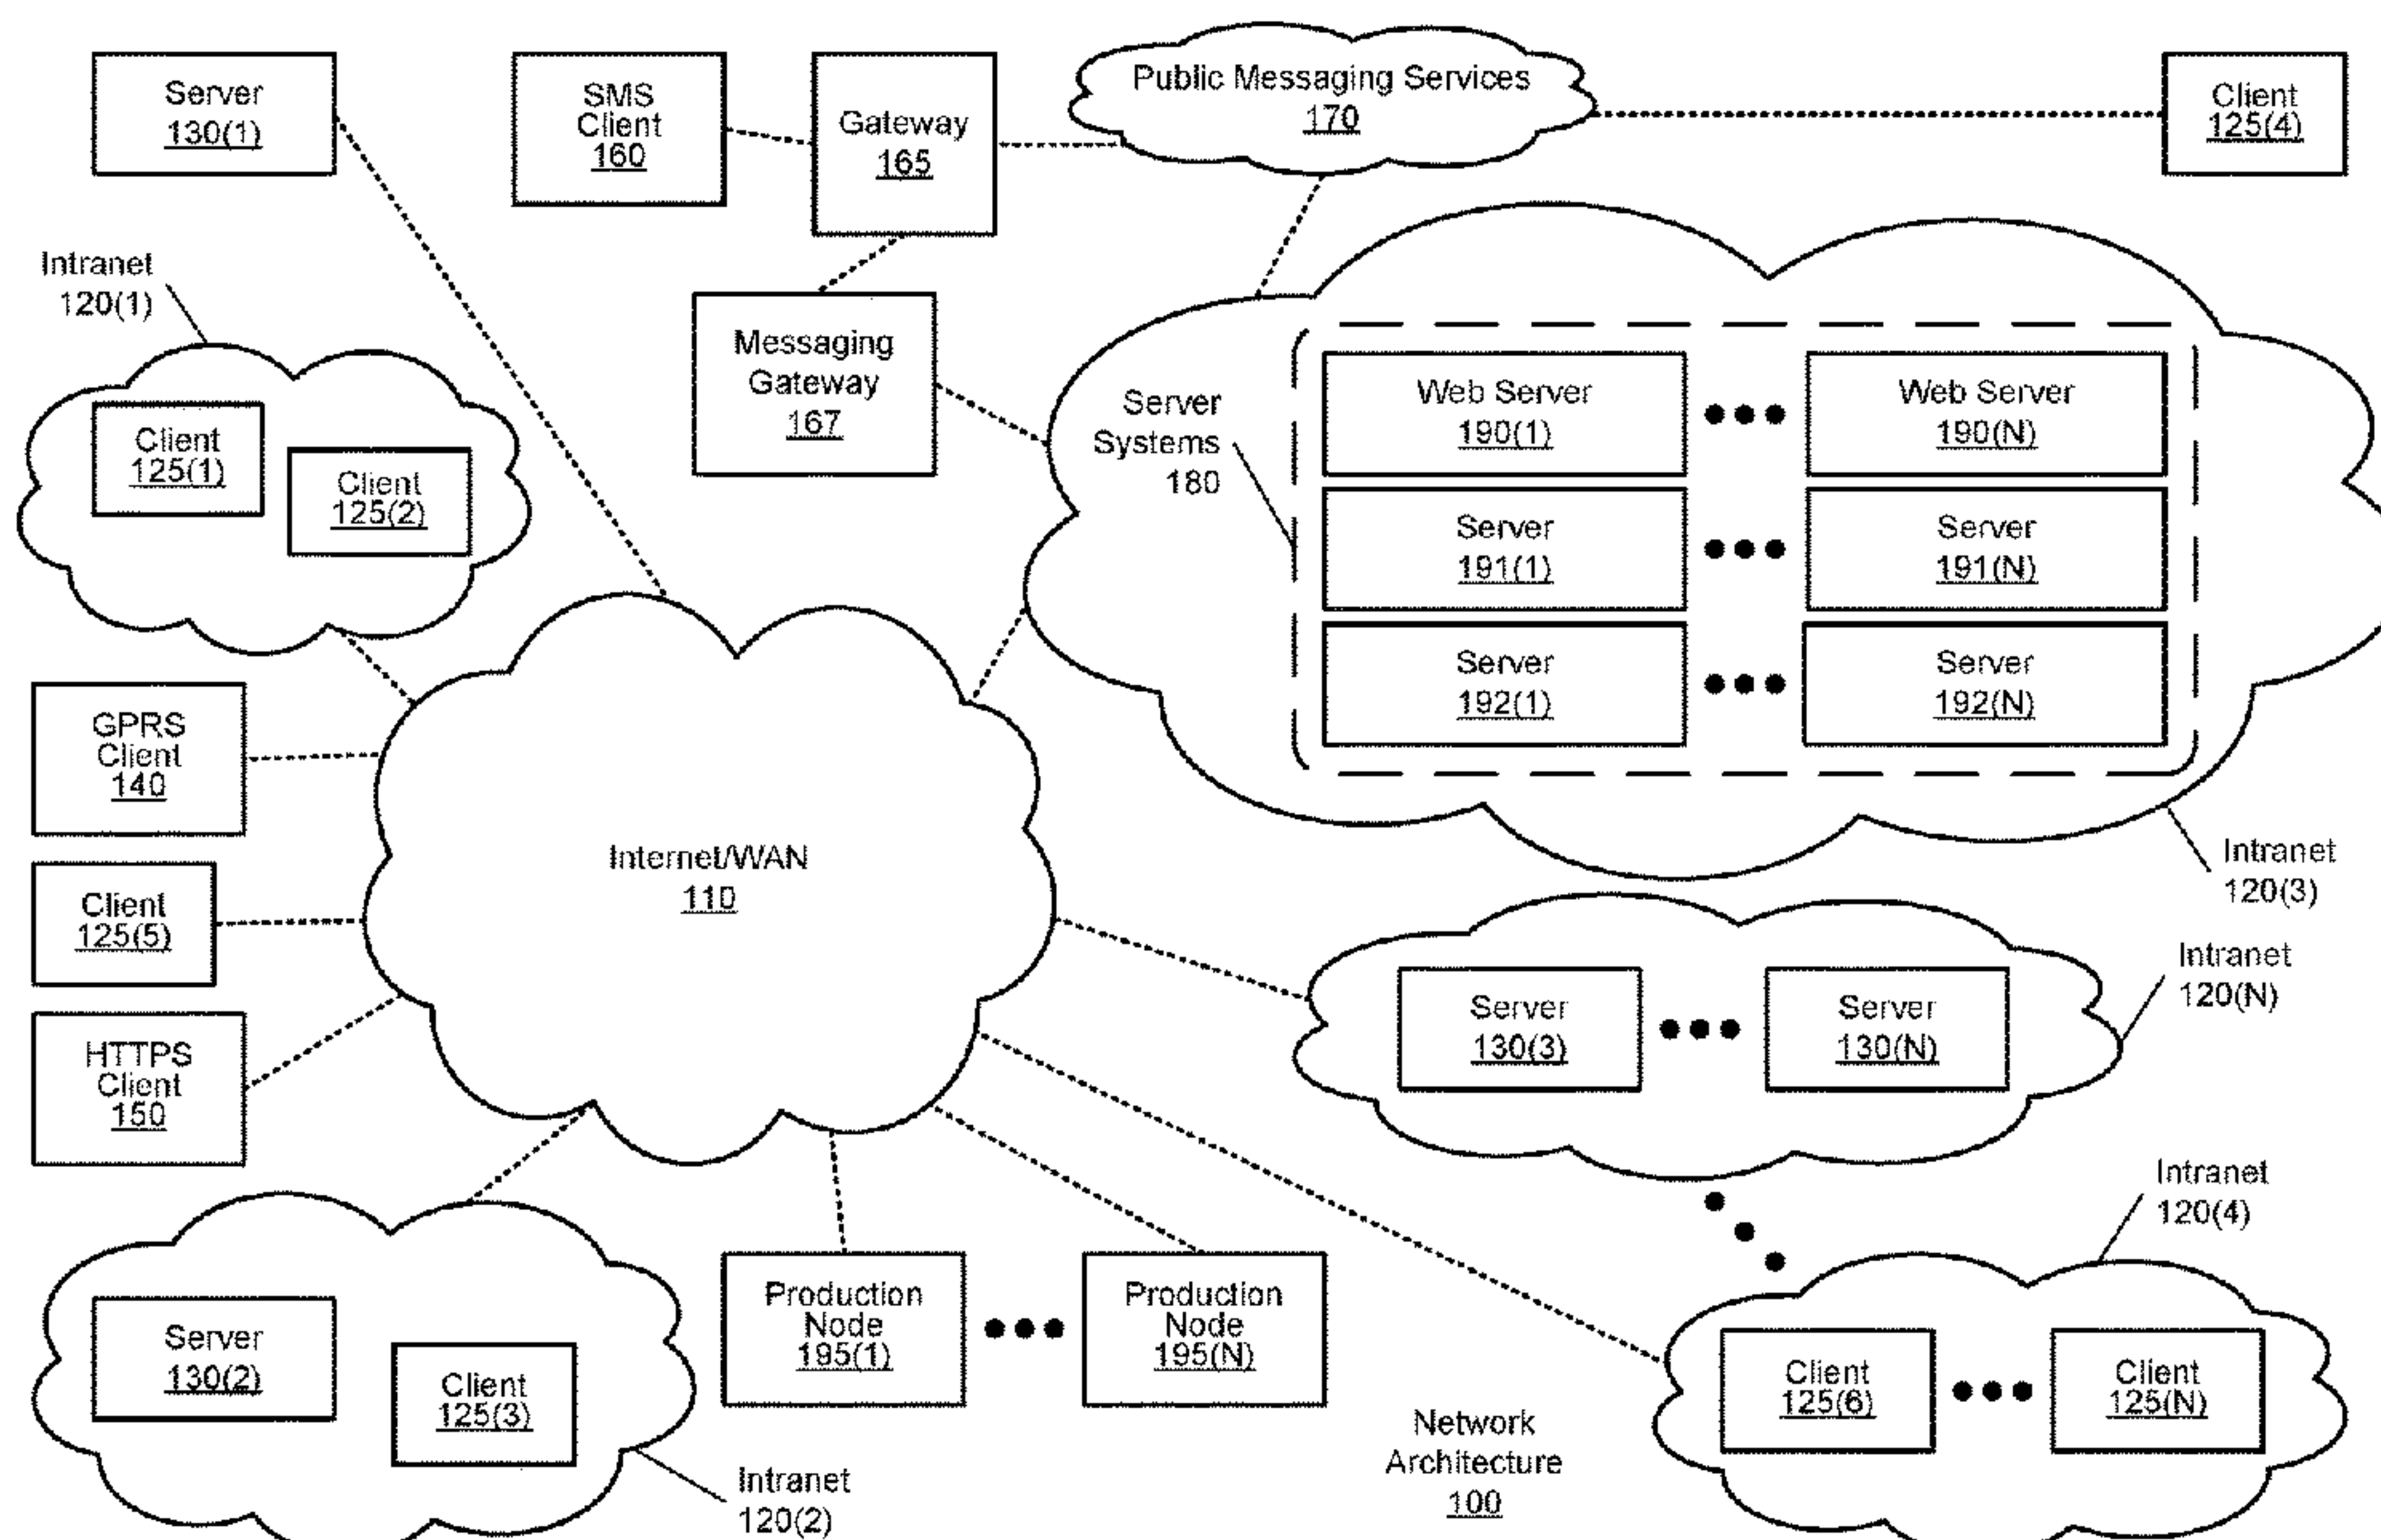 Server
130(1)
SMS
Client
160
Gateway
165
Public Messaging Services
170
Client
125(4)
Intranet
120(1)
Client
125(1)
Client
125(2)
Messaging
Gateway
167
Server
Systems
180
Web Server
190(1)
Web Server
190(N)
Server
191(1)
Server
191(N)
Server
192(1)
Server
192(N)
Intranet
120(3)
GPRS
Client
140
Client
125(5)
HTTPS
Client
150
Internet/WAN
110
Server
130(3)
Server
130(N)
Intranet
120(N)
Server
130(2)
Client
125(3)
Intranet
120(2)
Production
Node
195(1)
Production
Node
195(N)
Intranet
120(4)
Client
125(6)
Client
125(N)
Network
Architecture
100